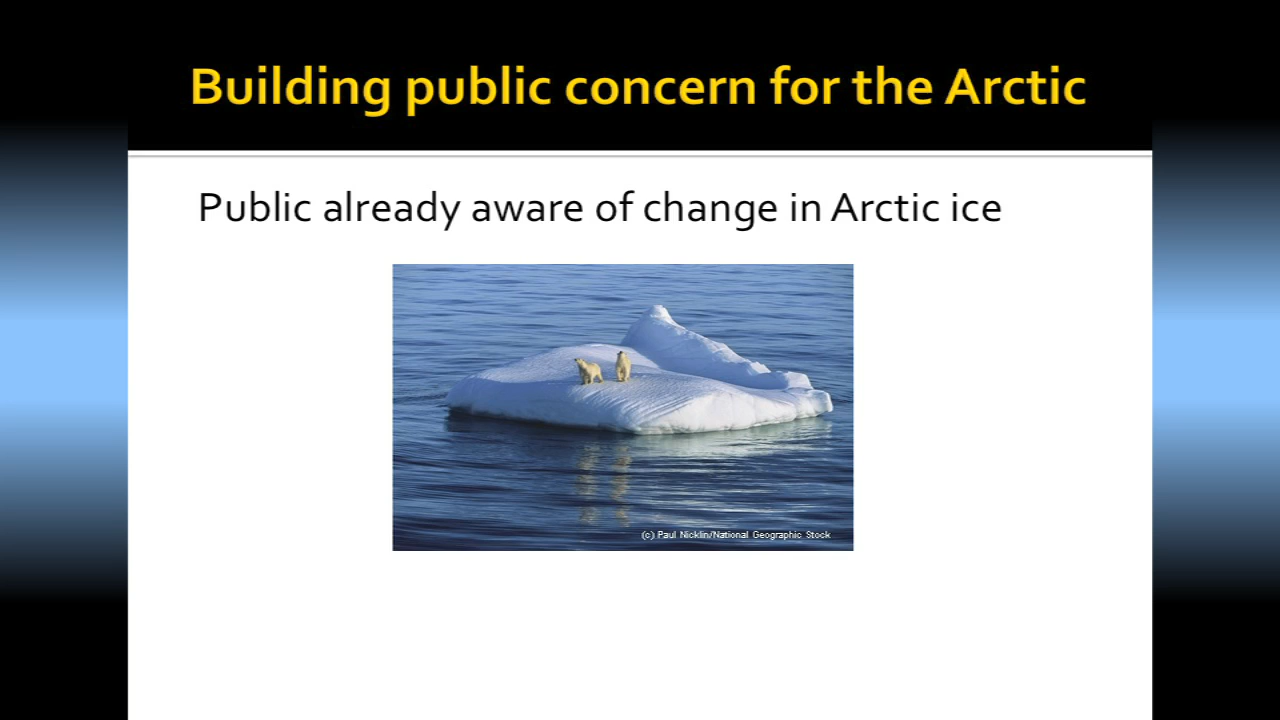 Building public concern for the Arctic
Public already aware of change in Arctic ice
(c) Paul Nicklin/National Geographic Stock